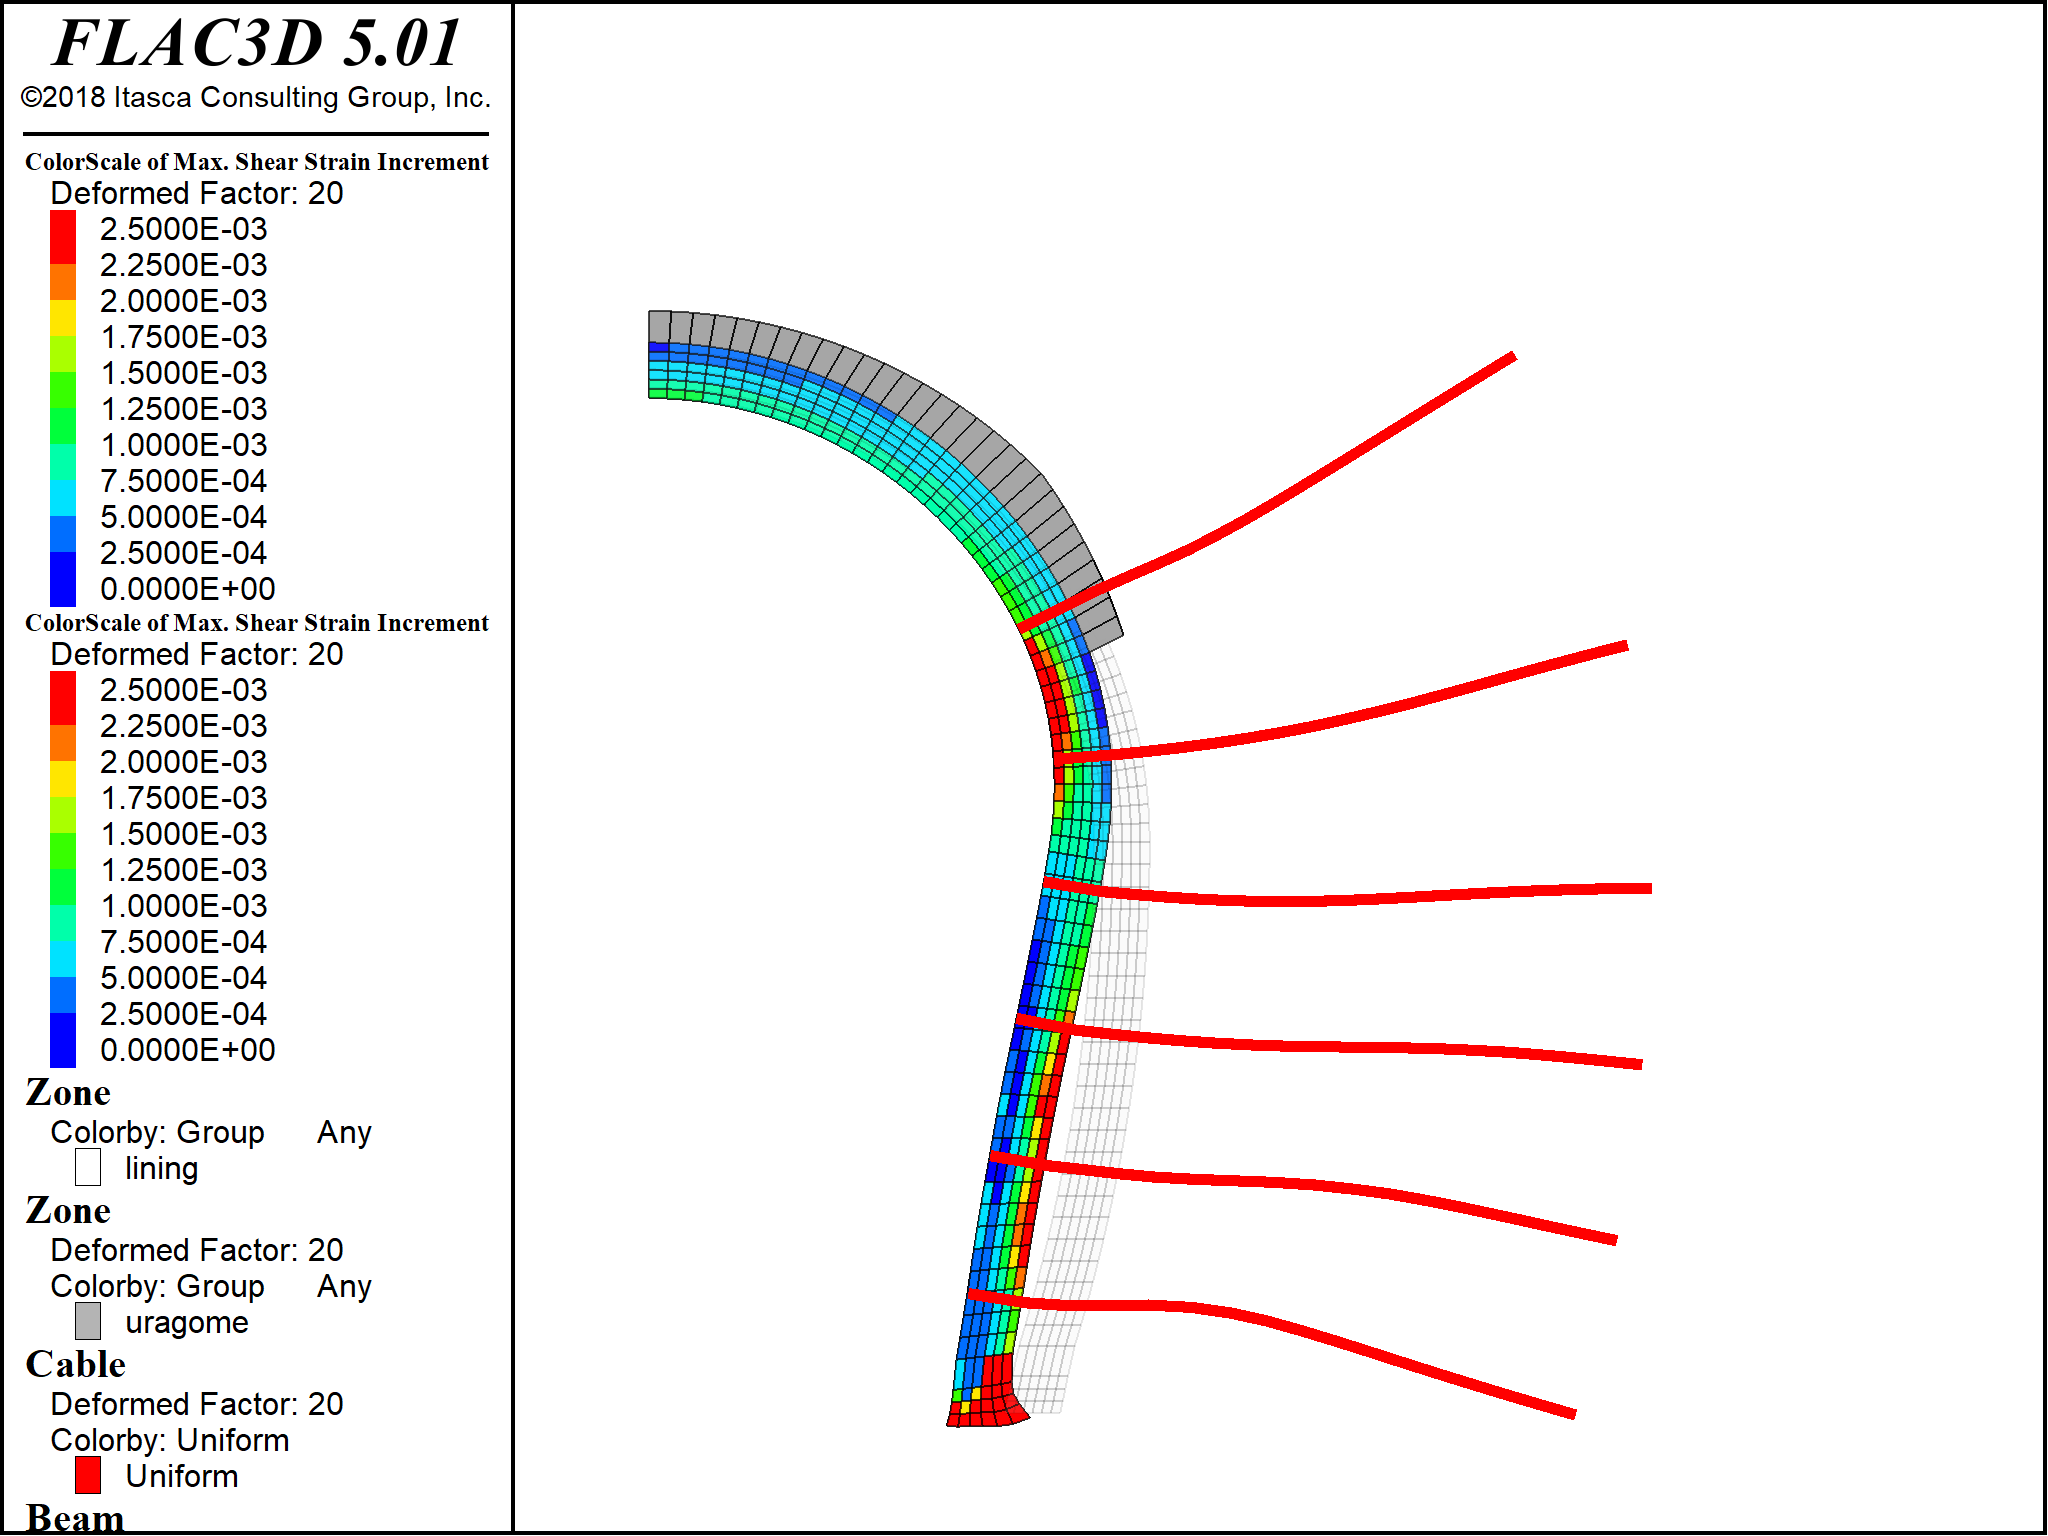 FLAC3D 5.01
©2018 Itasca Consulting Group, Inc.
ColorScale of Max. Shear Strain Increment
Deformed Factor: 20
2.5000E-03
2.2500E-03
2.0000E-03
1.7500E-03
1.5000E-03
1.2500E-03
1.0000E-03
7.5000E-04
5.0000E-04
2.5000E-04
0.0000E+00
ColorScale of Max. Shear Strain Increment
Deformed Factor: 20
2.5000E-03
2.2500E-03
2.0000E-03
1.7500E-03
1.5000E-03
1.2500E-03
1.0000E-03
7.5000E-04
5.0000E-04
2.5000E-04
0.0000E+00
Zone
Colorby: Group Any
lining
Zone
Deformed Factor: 20
Colorby: Group Any
uragome
Cable
Deformed Factor: 20
Colorby: Uniform
Uniform
Beam